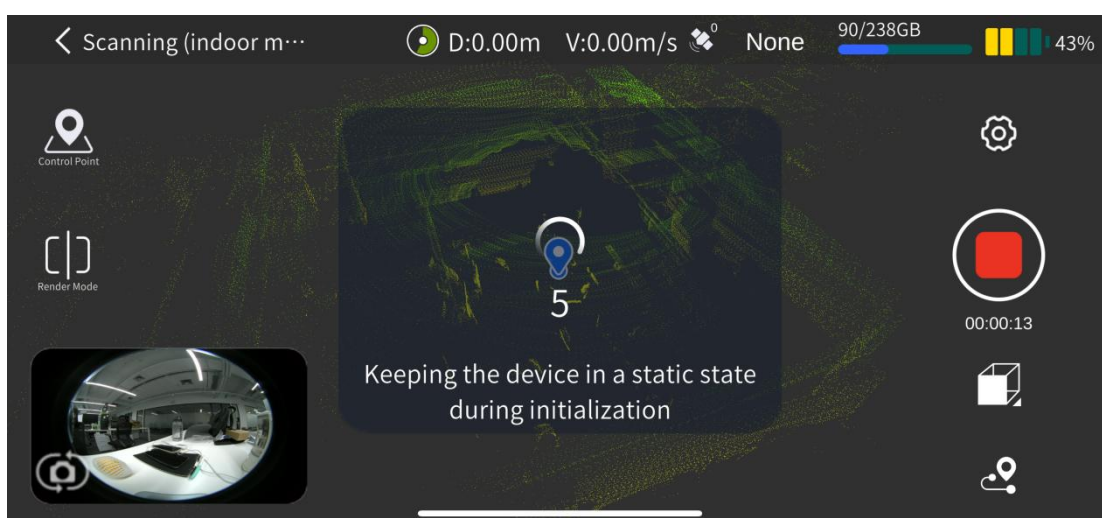 Scanning (indoor m···
D:0.00m V:0.00m/s 0 None 90/238GB 43%
Control Point
Render Mode
5
Keeping the device in a static state
during initialization
00:00:13